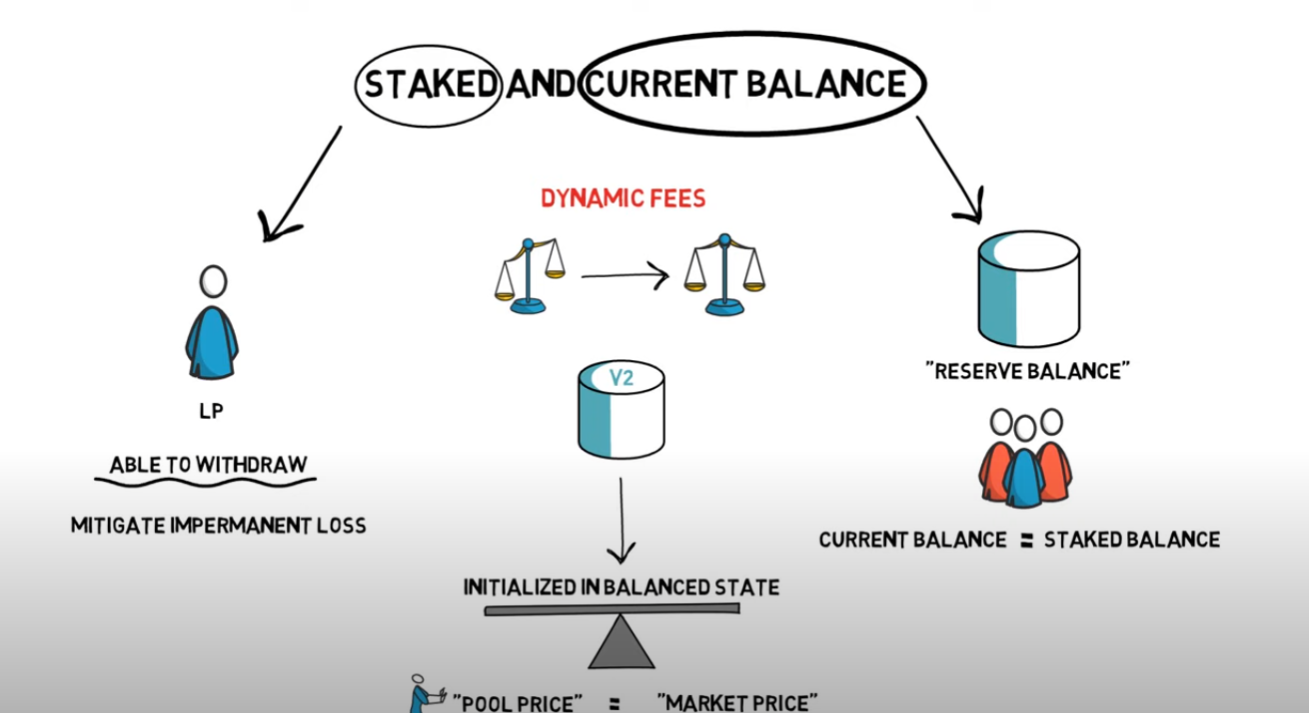 STAKED AND CURRENT BALANCE
DYNAMIC FEES
LP
ABLE TO WITHDRAW
MITIGATE IMPERMANENT LOSS
V2
INITIALIZED IN BALANCED STATE
"POOL PRICE" = "MARKET PRICE"
"RESERVE BALANCE"
CURRENT BALANCE = STAKED BALANCE